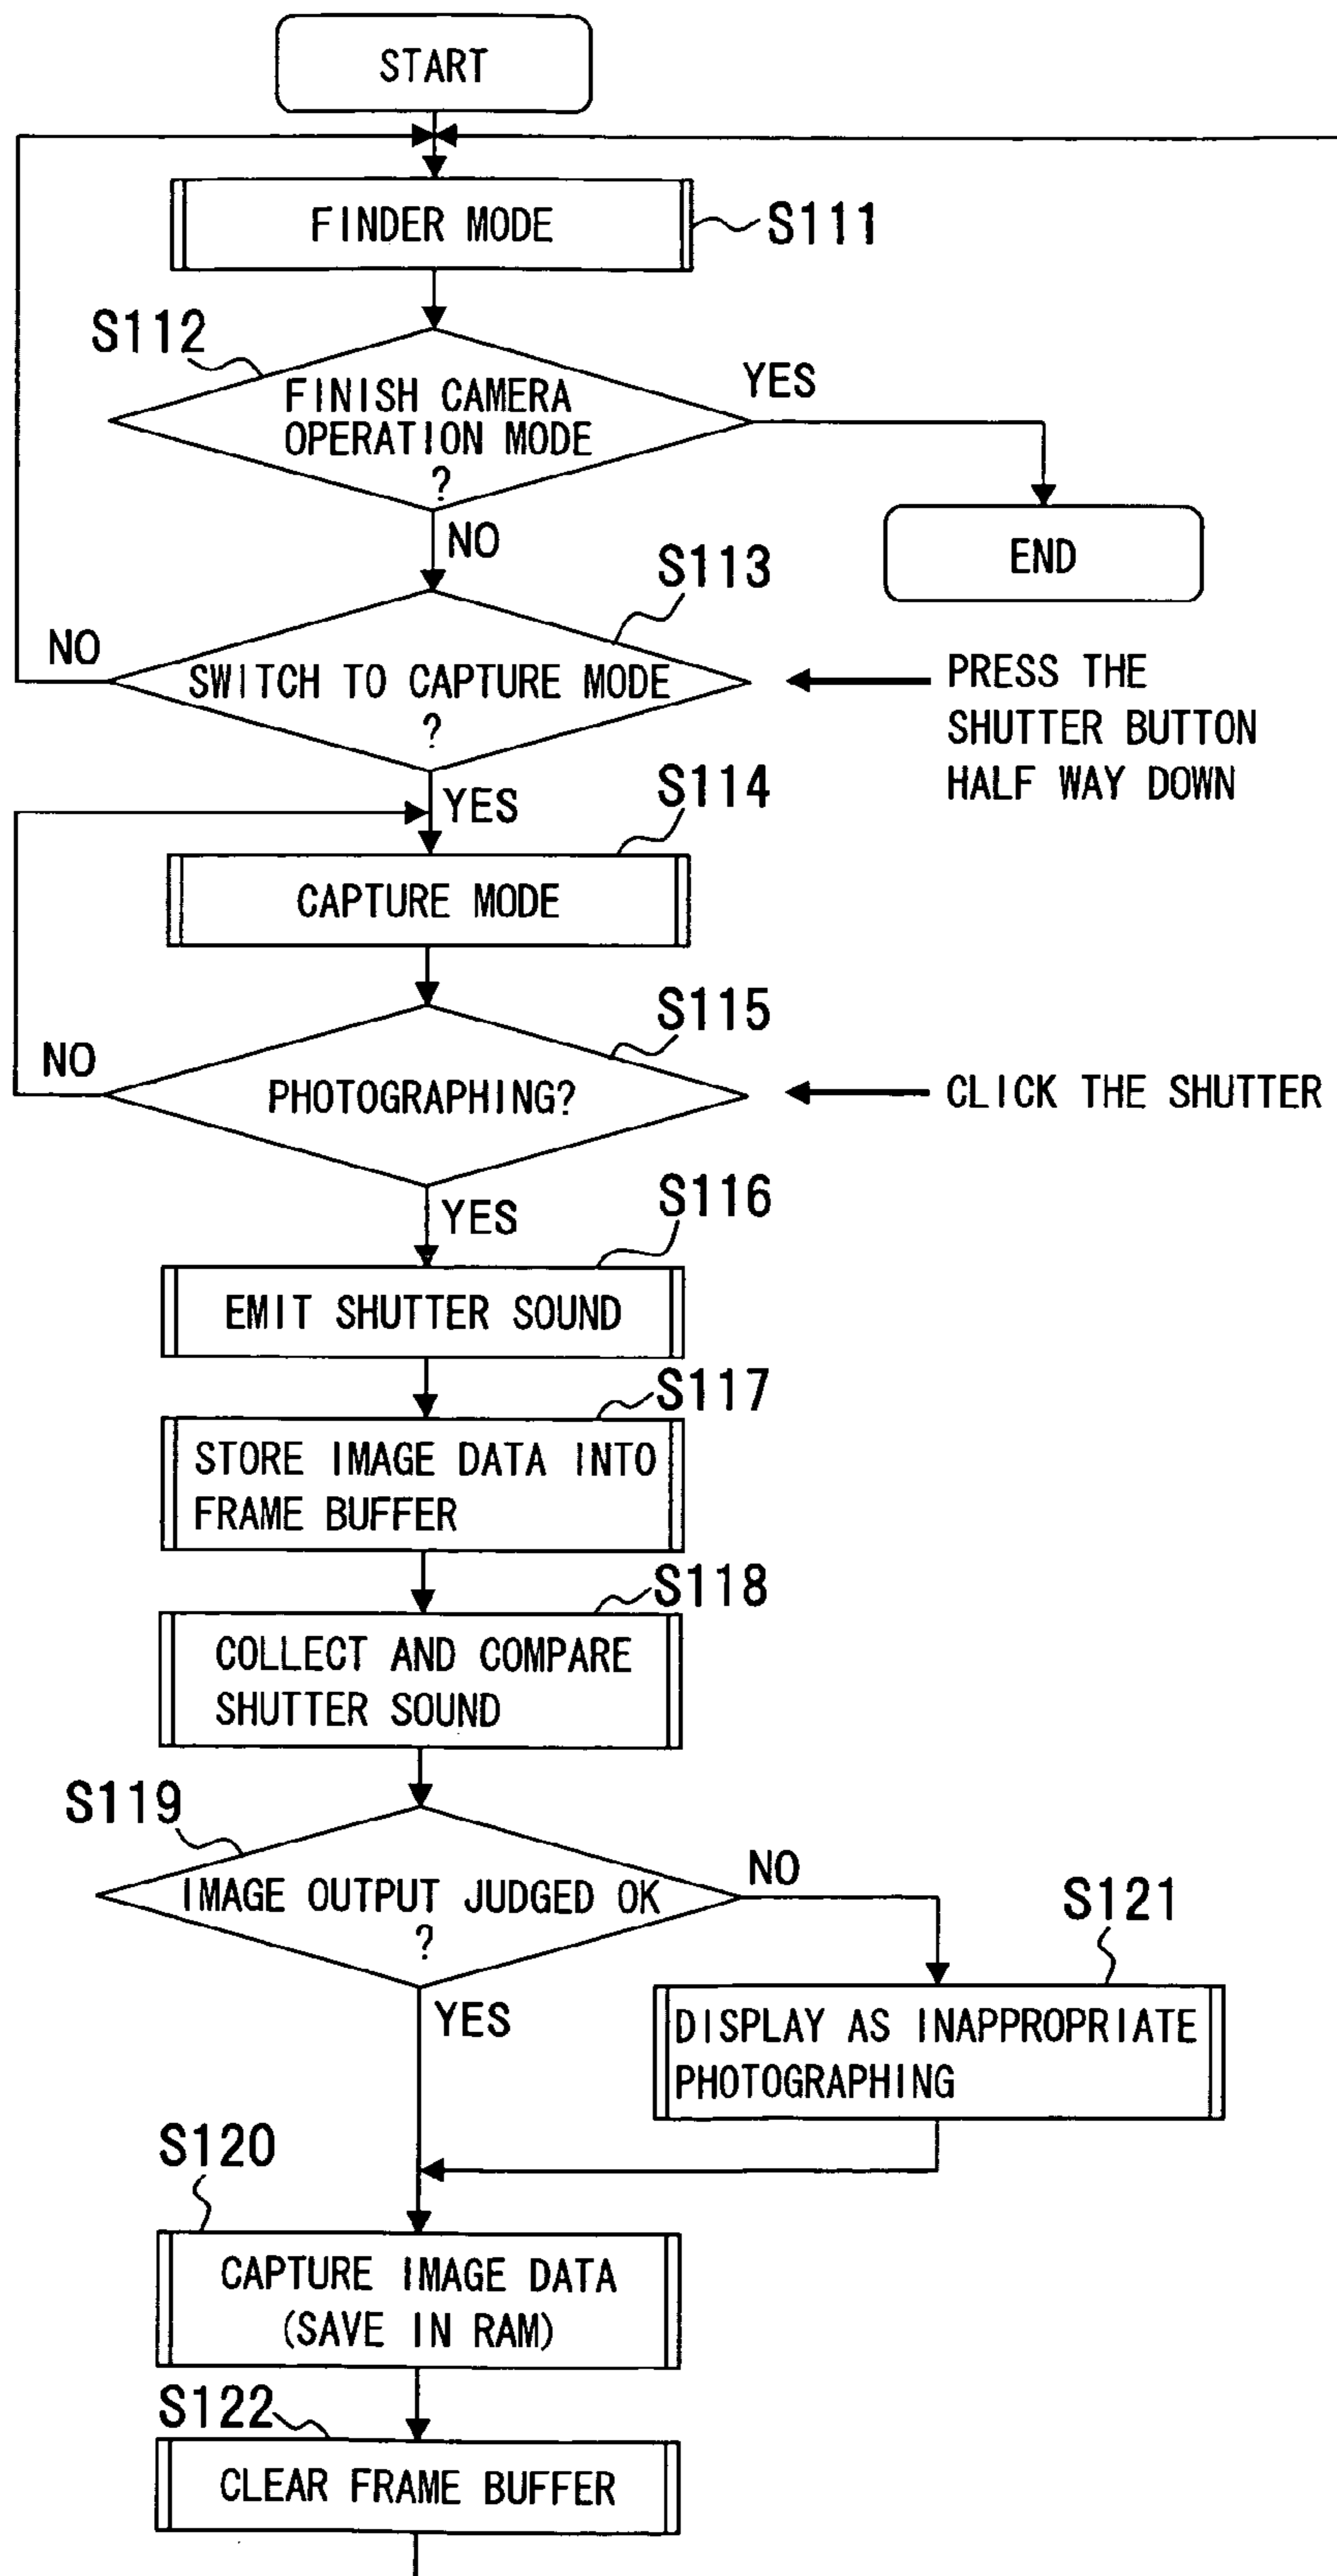 START
FINDER MODE
S111
S112
FINISH CAMERA
OPERATION MODE
?
YES
NO
END
S113
NO
SWITCH TO CAPTURE MODE
?
PRESS THE
SHUTTER BUTTON
HALF WAY DOWN
YES
S114
CAPTURE MODE
S115
NO
PHOTOGRAPHING?
CLICK THE SHUTTER
YES
S116
EMIT SHUTTER SOUND
S117
STORE IMAGE DATA INTO
FRAME BUFFER
S118
COLLECT AND COMPARE
SHUTTER SOUND
S119
IMAGE OUTPUT JUDGED OK
?
NO
YES
S121
DISPLAY AS INAPPROPRIATE
PHOTOGRAPHING
S120
CAPTURE IMAGE DATA
(SAVE IN RAM)
S122
CLEAR FRAME BUFFER